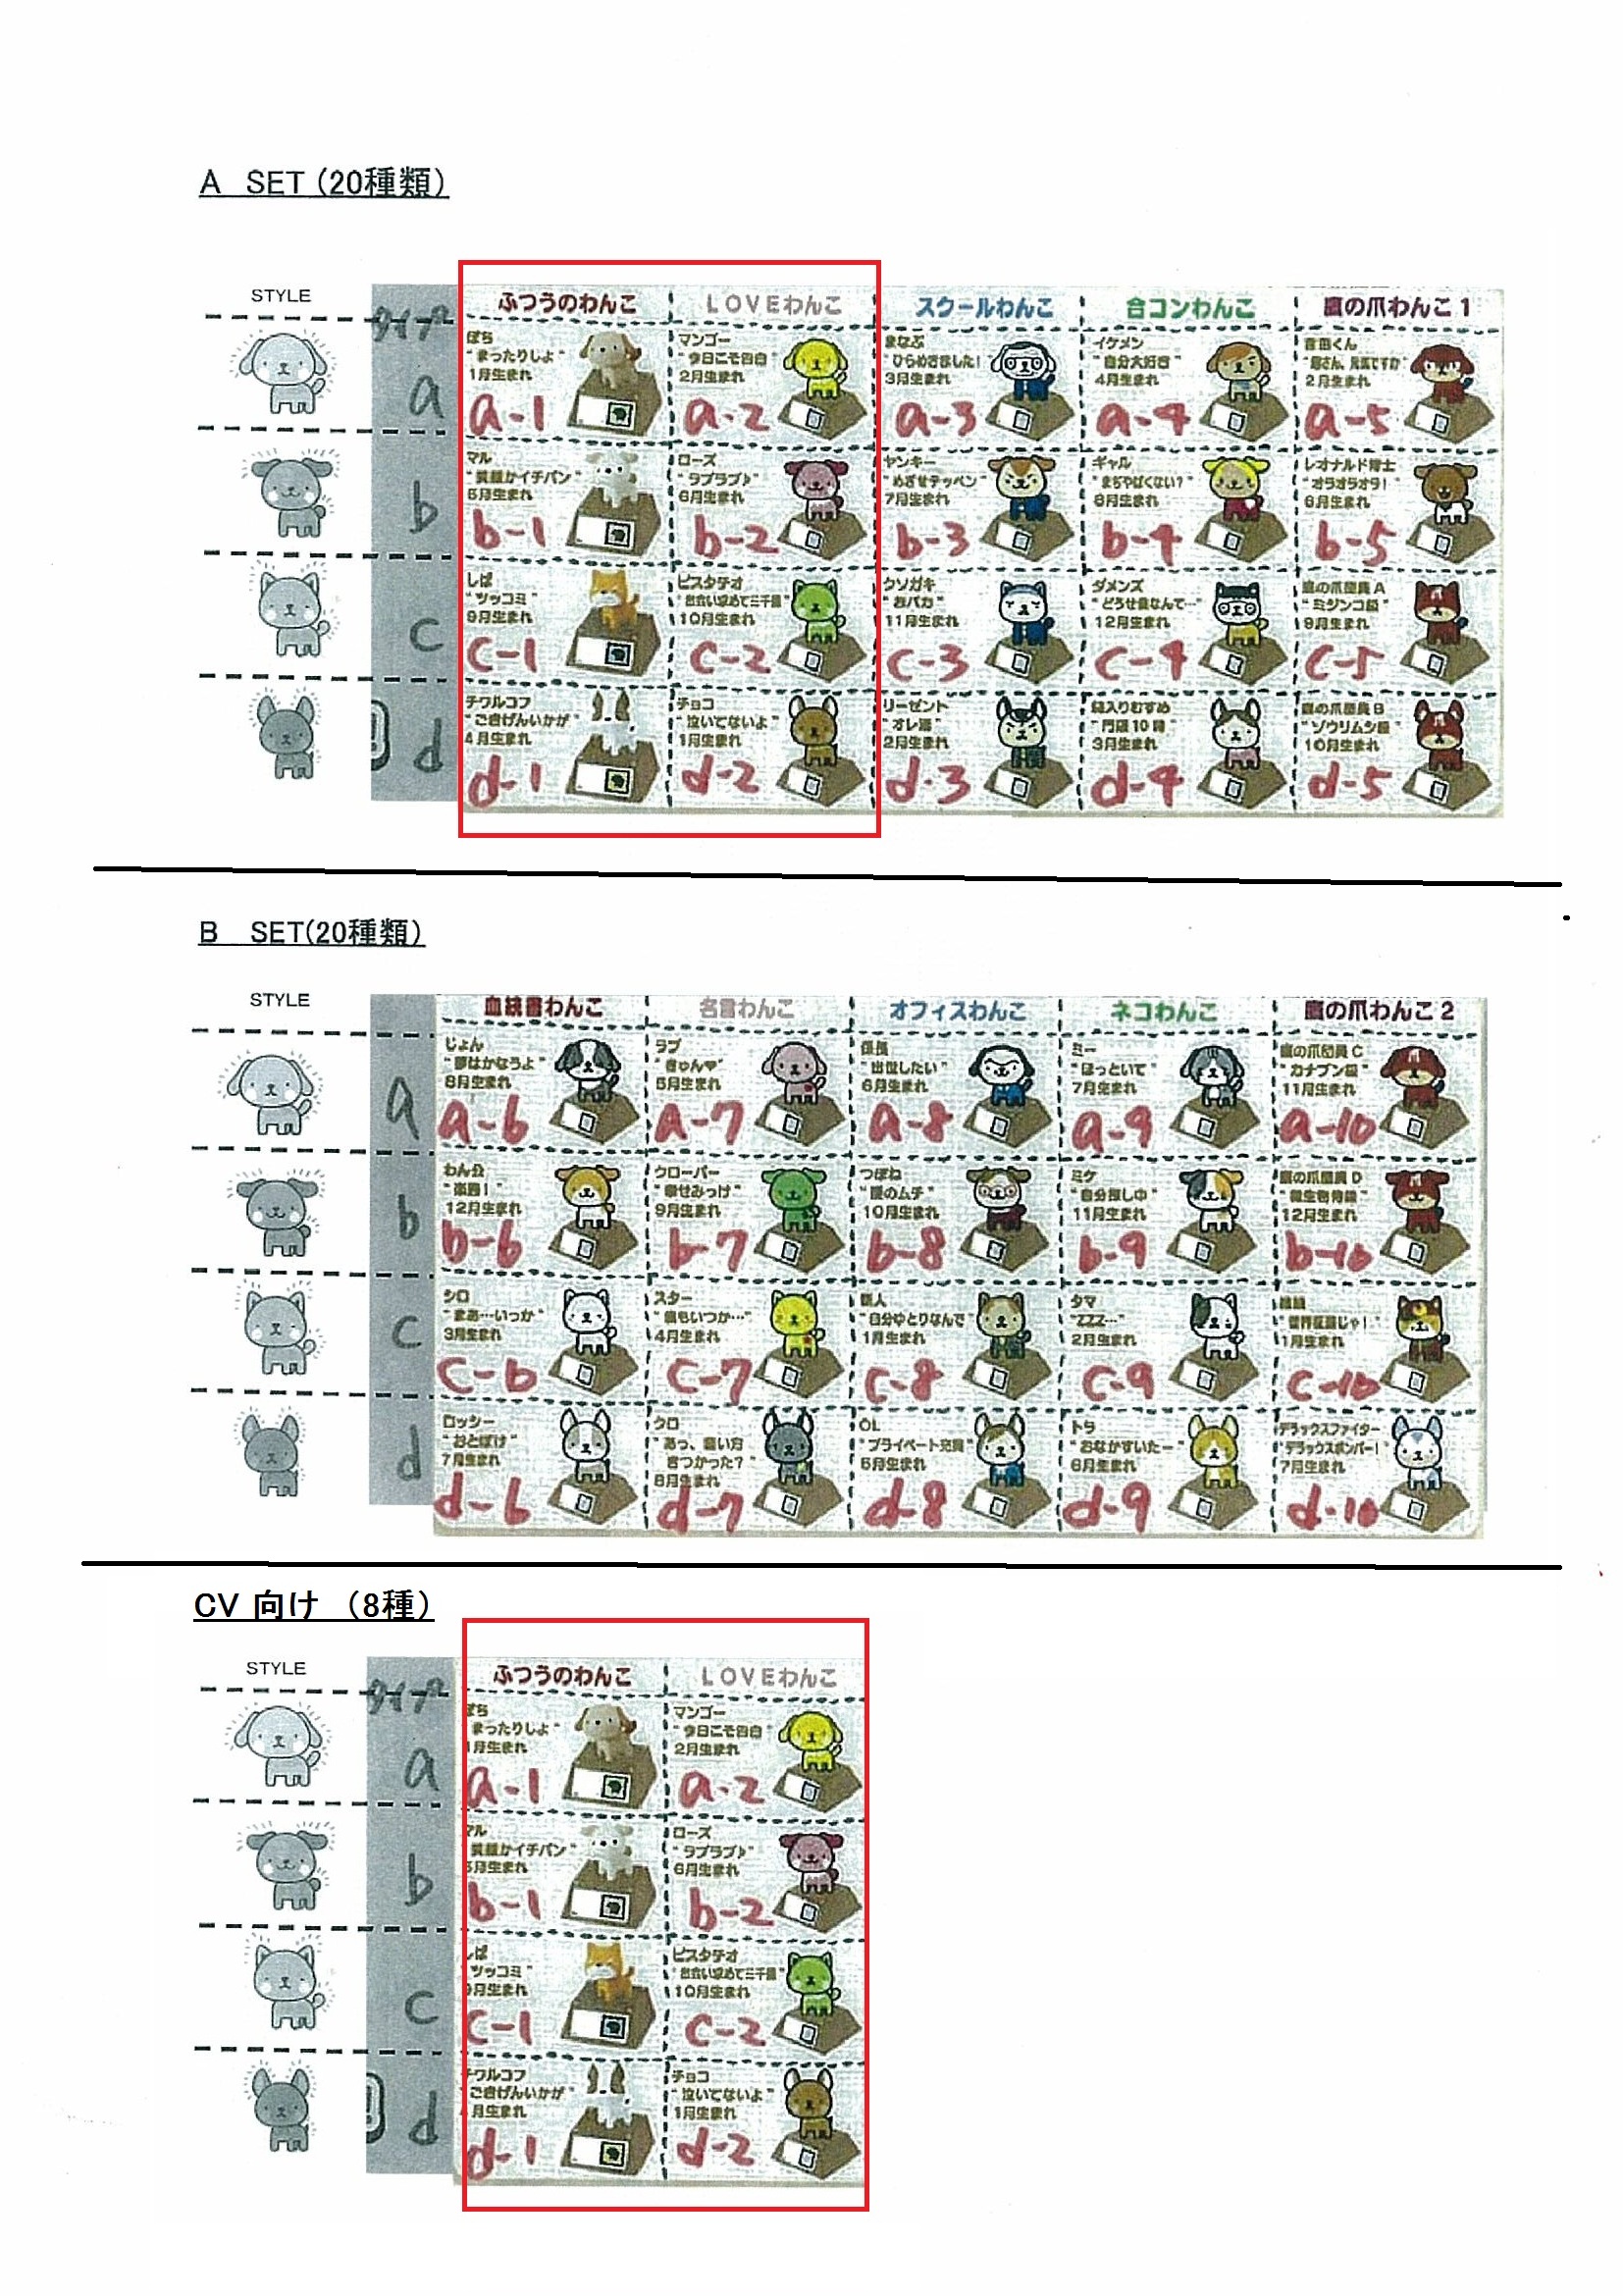 A SET (20種類)
STYLE
タイプ
ふつうのわんこ
LOVEわんこ
スクールわんこ
合コンわんこ
鷹の爪わんこ 1
a
ぽち
"まったりしよ"
1月生まれ
a-1
マンゴー
"今日こそ告白"
2月生まれ
a-2
まなぶ
"ひらめきました!
3月生まれ
a-3
イケメン
"自分大好き"
4月生まれ
a-4
吉田くん
2月生まれ
a-5
b
マル
"笑顔がイチバン"
5月生まれ
b-1
ローズ
"ラブラブ♪"
6月生まれ
b-2
ヤンキー
"めざせテッペン"
7月生まれ
b-3
ギャル
"まぢやばくない?"
8月生まれ
b-4
レオナルド博士
"オラオラオラ!
b-5
c
しば
"ツッコミ"
9月生まれ
c-1
ピスタチオ
"出会い求めて三千里"
10月生まれ
c-2
クソガキ
"おバカ"
11月生まれ
c-3
ダメンズ
"どうせ俺なんて…"
12月生まれ
c-4
鷹の爪団員 A
"ミジンコ級"
9月生まれ
c-5
d
チワルコフ
"ごきげんいかが"
4月生まれ
d-1
チョコ
"泣いてないよ"
1月生まれ
d-2
リーゼント
"オレ流"
2月生まれ
d-3
箱入りむすめ
"門限10時"
3月生まれ
d-4
鷹の爪団員 B
"ゾウリムシ級"
10月生まれ
d-5
B SET(20種類)
STYLE
血統書わんこ
名言わんこ
オフィスわんこ
ネコわんこ
鷹の爪わんこ 2
a
じょん
"夢はかなうよ"
8月生まれ
a-6
ラブ
"きゅん♥"
5月生まれ
a-7
係長
"出世したい"
6月生まれ
a-8
ミー
"ほっといて"
7月生まれ
a-9
鷹の爪団員 C
"カナブン級"
11月生まれ
a-10
b
わん公
12月生まれ
b-6
クローバー
"幸せみっけ"
9月生まれ
b-7
つぼね
"愛のムチ"
10月生まれ
b-8
ミケ
"自分探し中"
11月生まれ
b-9
鷹の爪団員 D
"微生物待級"
12月生まれ
b-10
c
シロ
"まあ…いっか"
3月生まれ
c-6
スター
"僕もいつか…"
4月生まれ
c-7
新人
"自分ゆとりなんで
1月生まれ
c-8
タマ
"ZZZ…"
2月生まれ
c-9
総統
"世界征服じゃ!
1月生まれ
c-10
d
ロッシー
"おとぼけ"
7月生まれ
d-6
クロ
"あっ、言い方
きつかった?"
8月生まれ
d-7
OL
"プライベート充実"
5月生まれ
d-8
トラ
"おなかすいたー"
6月生まれ
d-9
デラックスファイター
"デラックスボンバー!
7月生まれ
d-10
CV 向け (8種)
STYLE
タイプ
ふつうのわんこ
LOVEわんこ
a
ぽち
まったりしよ"
1月生まれ
a-1
マンゴー
"今日こそ告白"
2月生まれ
a-2
b
マル
笑顔がイチバン"
5月生まれ
b-1
ローズ
"ラブラブ♪"
6月生まれ
b-2
c
しば
ツッコミ"
9月生まれ
c-1
ピスタチオ
"出会い求めて三千里"
10月生まれ
c-2
d
チワルコフ
"ごきげんいかが"
月生まれ
d-1
チョコ
"泣いてないよ"
1月生まれ
d-2